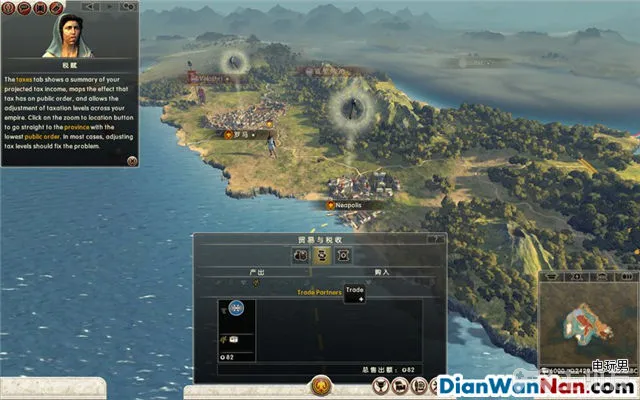 税赋
The taxes tab shows a summary of your
projected tax income, maps the effect that
tax has on public order, and allows the
adjustment of taxation levels across your
empire. Click on the zoom to location button
to go straight to the province with the
lowest public order. In most cases, adjusting
tax levels should fix the problem.
Velathri
罗马
Neapolis
贸易与税收
产出
购入
Trade Partners
Trade
82
总售出额:
82
电玩男
DianWanNan.com